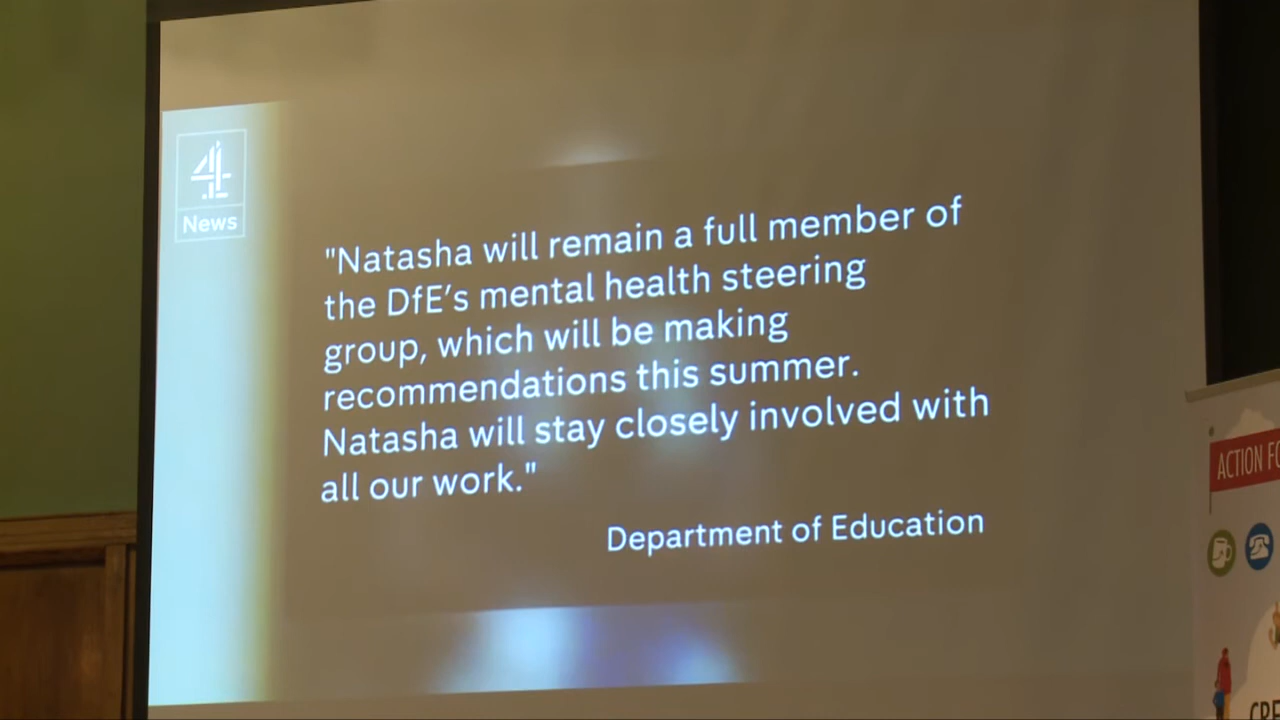 4
News
"Natasha will remain a full member of
the DfE’s mental health steering
group, which will be making
recommendations this summer.
Natasha will stay closely involved with
all our work."
Department of Education
ACTION FO